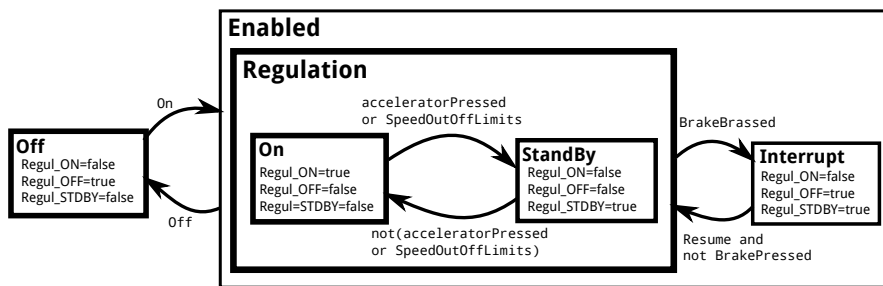 Enabled
Regulation
On
acceleratorPressed
or SpeedOutOffLimits
BrakeBrassed
Off
Regul_ON=false
Regul_OFF=true
Regul_STDBY=false
On
Regul_ON=true
Regul_OFF=false
Regul=STDBY=false
StandBy
Regul_ON=false
Regul_OFF=false
Regul_STDBY=true
Interrupt
Regul_ON=false
Regul_OFF=true
Regul_STDBY=true
Off
not(acceleratorPressed
or SpeedOutOffLimits)
Resume and
not BrakePressed